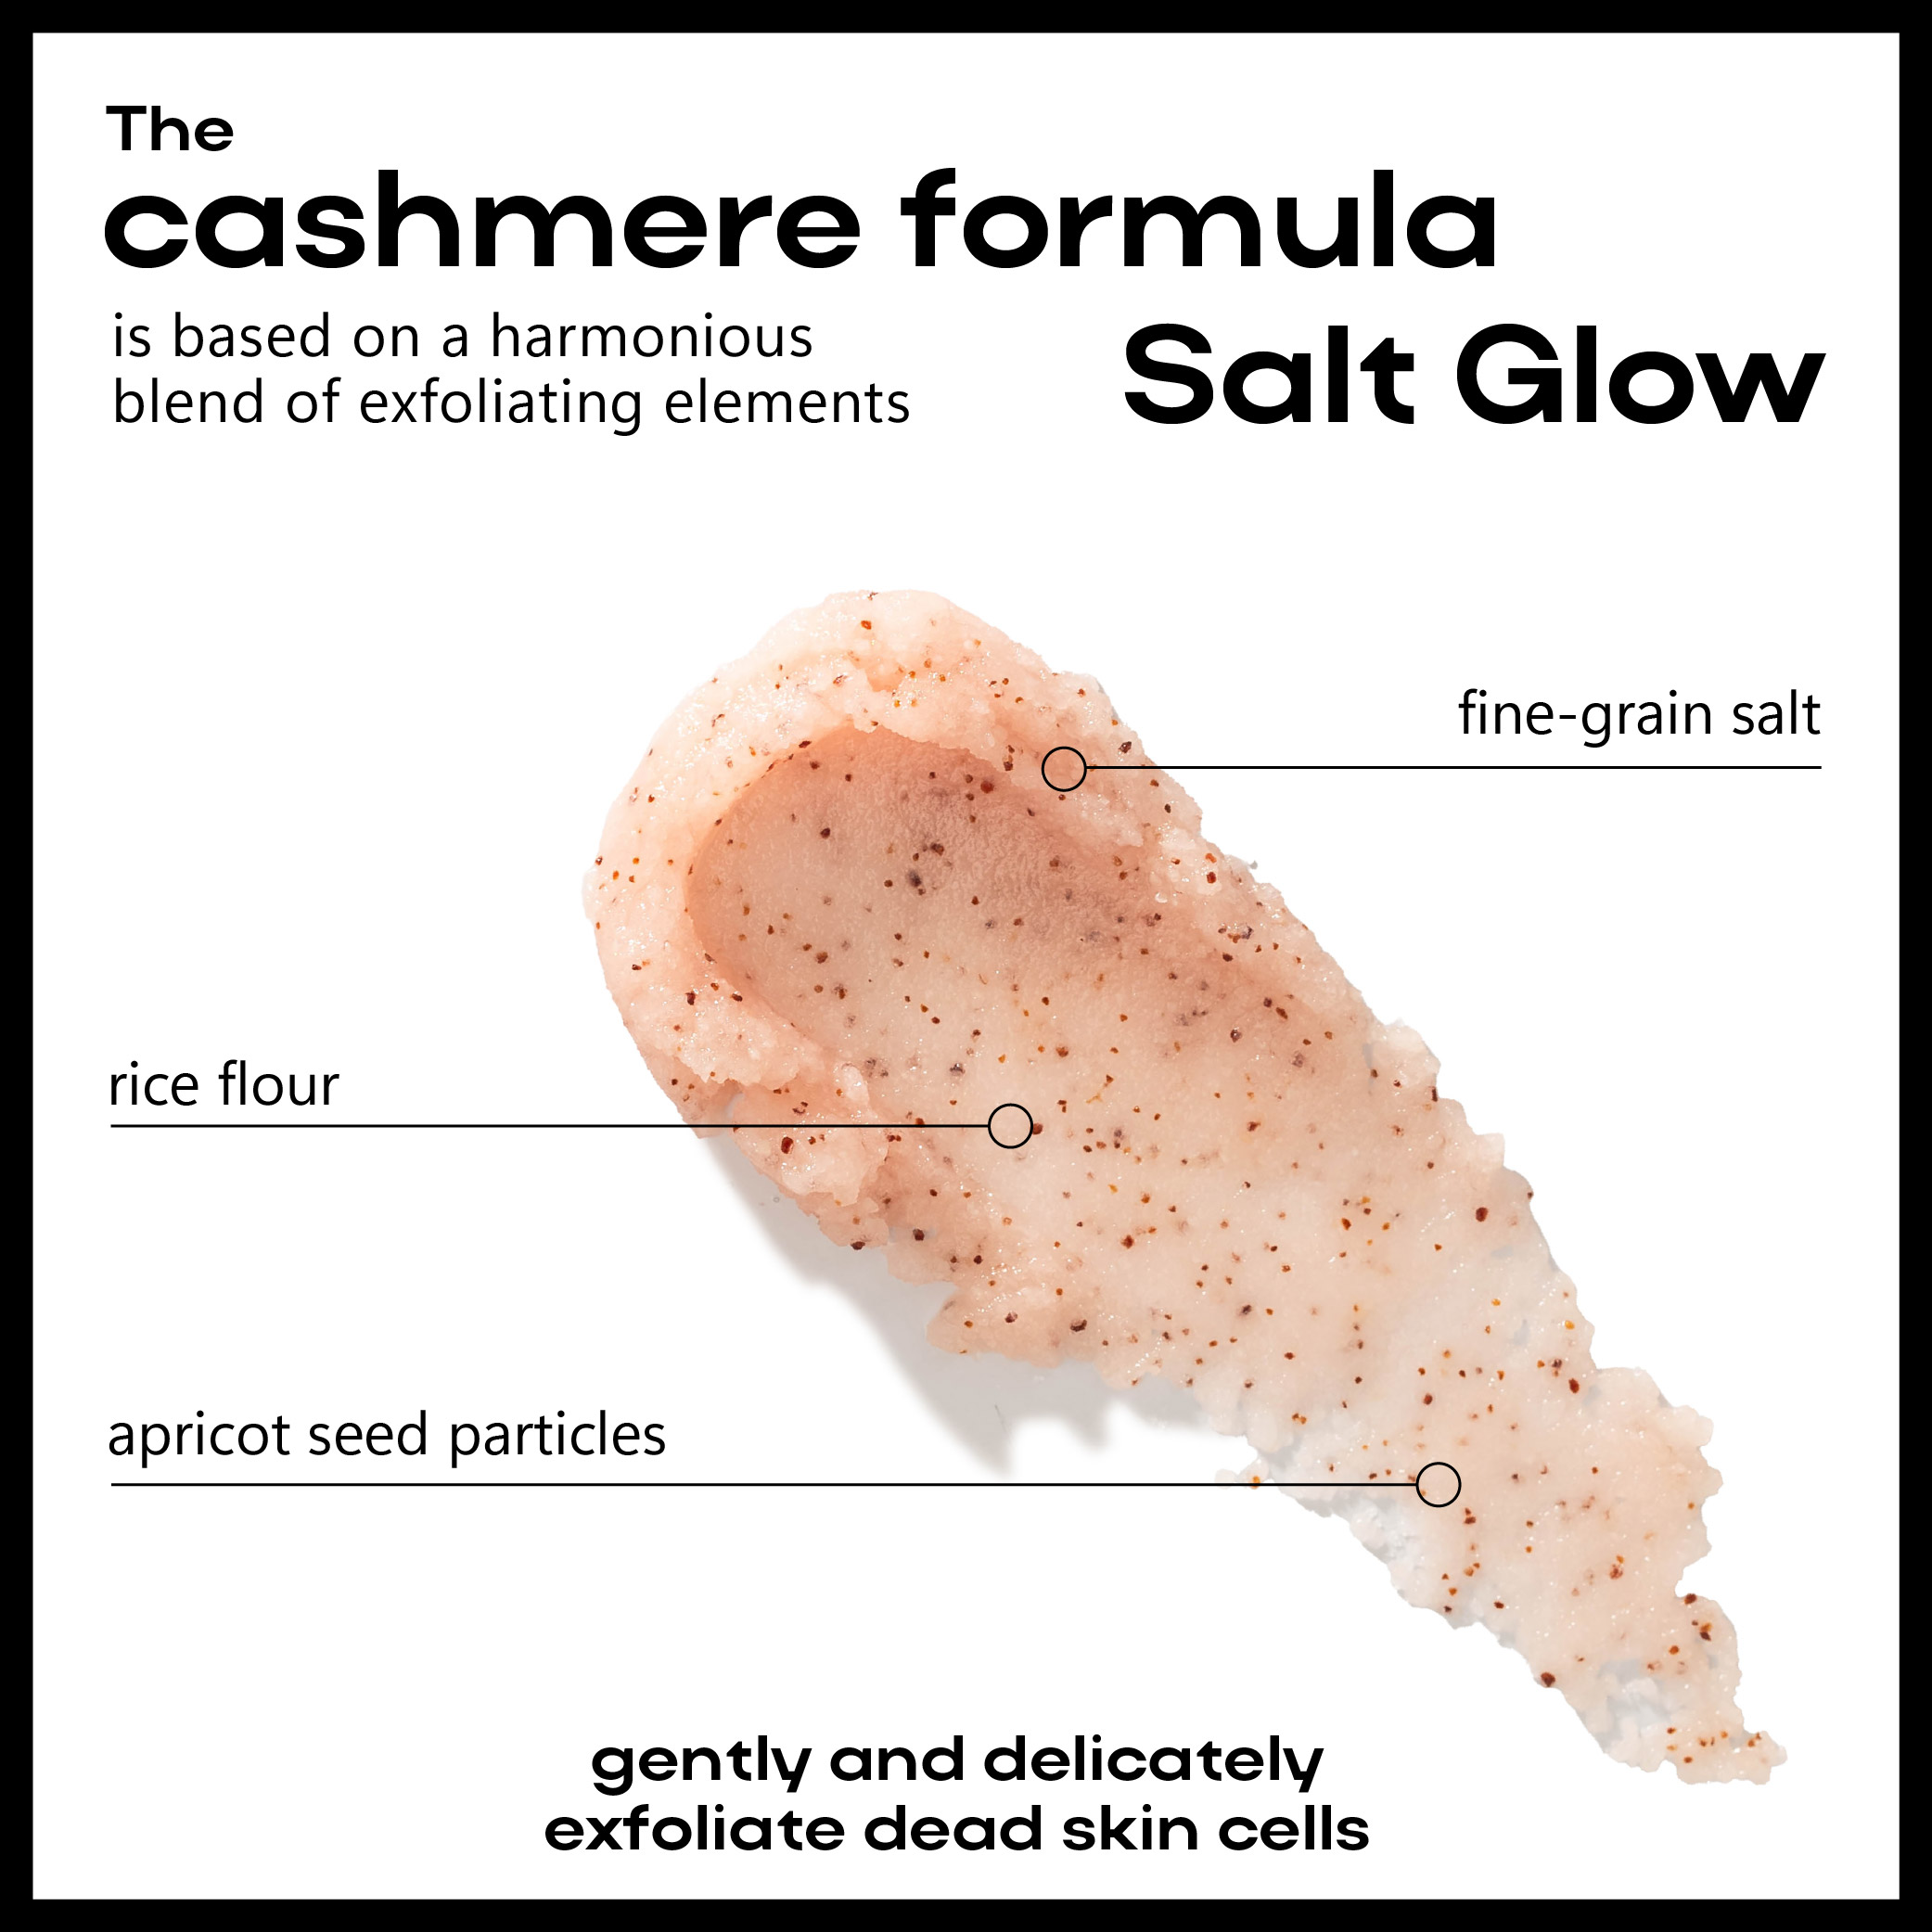 The
cashmere formula
is based on a harmonious
blend of exfoliating elements
Salt Glow
fine-grain salt
rice flour
apricot seed particles
gently and delicately
exfoliate dead skin cells